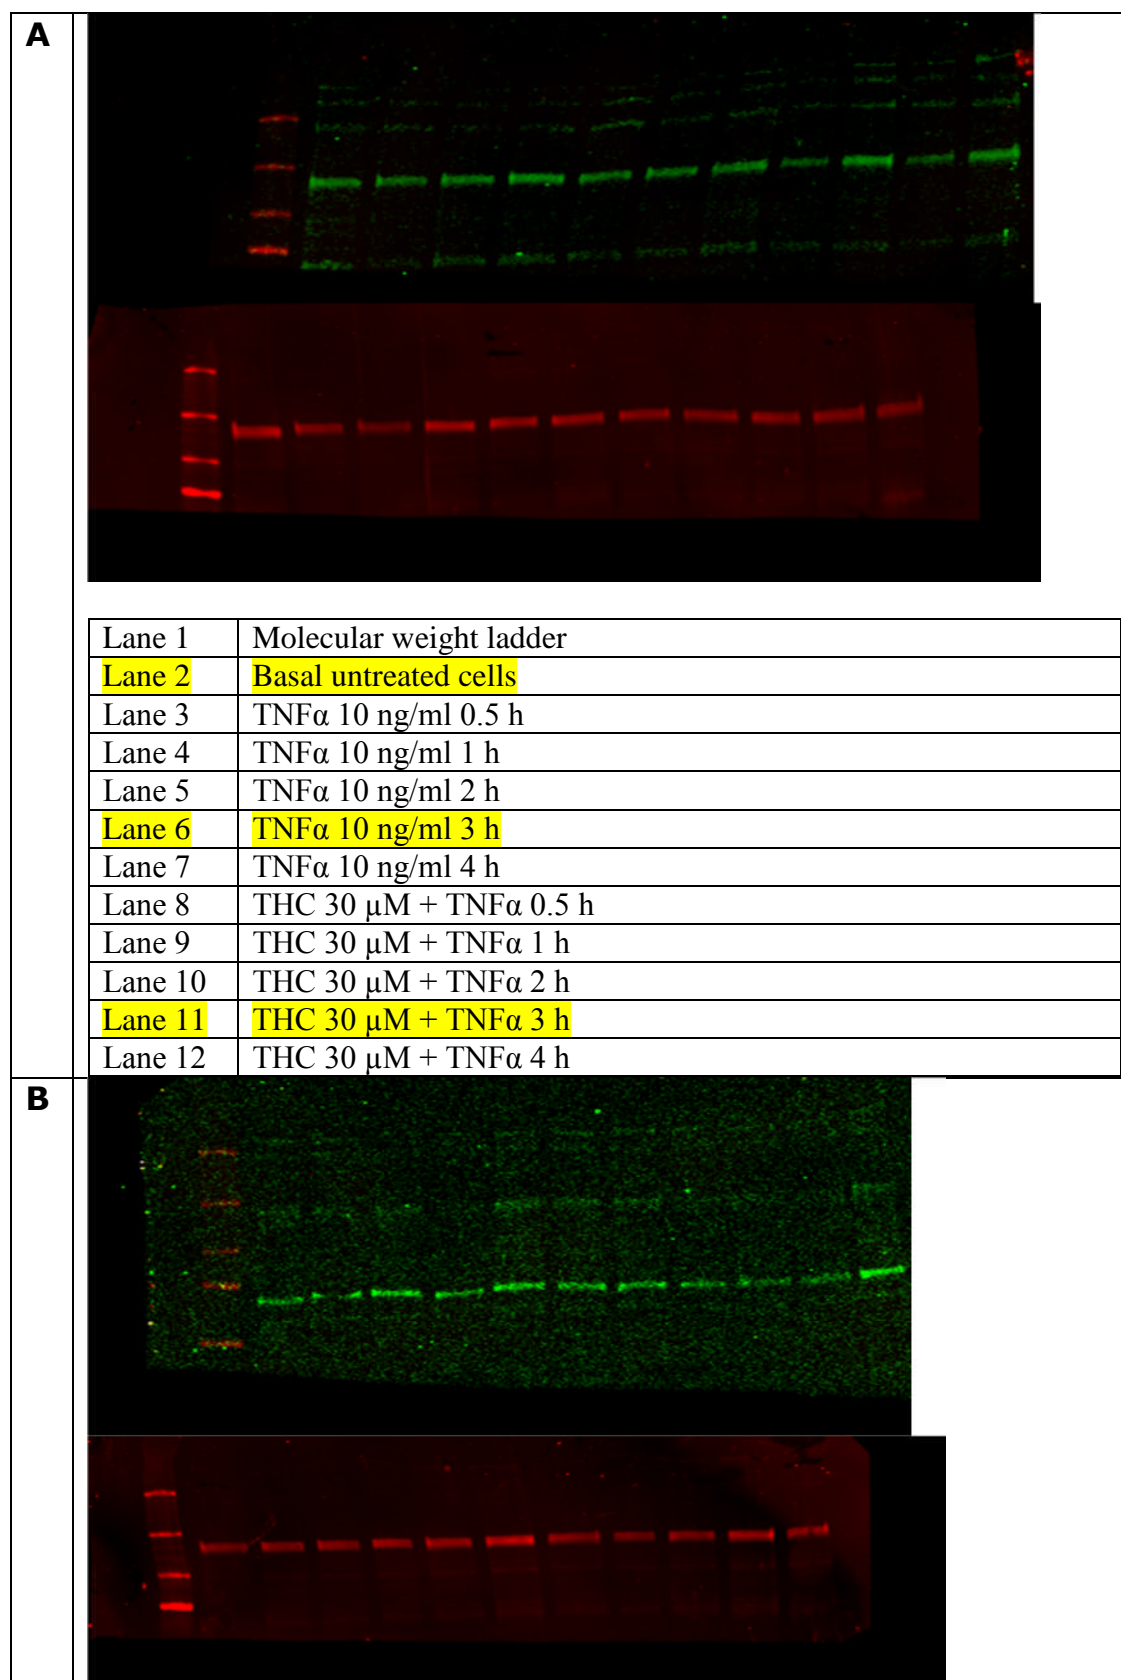 A
Lane 1 Molecular weight ladder
Lane 2 Basal untreated cells
Lane 3 TNFα 10 ng/ml 0.5 h
Lane 4 TNFα 10 ng/ml 1 h
Lane 5 TNFα 10 ng/ml 2 h
Lane 6 TNFα 10 ng/ml 3 h
Lane 7 TNFα 10 ng/ml 4 h
Lane 8 THC 30 µM + TNFα 0.5 h
Lane 9 THC 30 µM + TNFα 1 h
Lane 10 THC 30 µM + TNFα 2 h
Lane 11 THC 30 µM + TNFα 3 h
Lane 12 THC 30 µM + TNFα 4 h
B